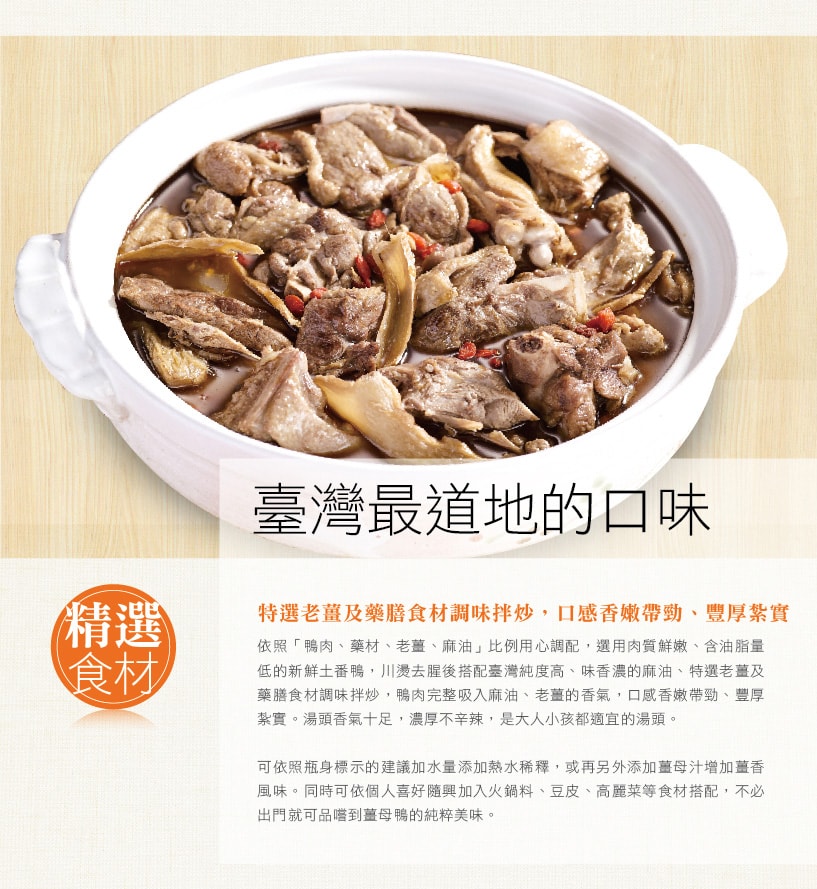 臺灣最道地的口味
精選
食材
特選老薑及藥膳食材調味拌炒，口感香嫩帶勁、豐厚紮實
依照「鴨肉、藥材、老薑、麻油」比例用心調配，選用肉質鮮嫩、含油脂量
低的新鮮土番鴨，川燙去腥後搭配臺灣純度高、味香濃的麻油、特選老薑及
藥膳食材調味拌炒，鴨肉完整吸入麻油、老薑的香氣，口感香嫩帶勁、豐厚
紮實。湯頭香氣十足，濃厚不辛辣，是大人小孩都適宜的湯頭。
可依照瓶身標示的建議加水量添加熱水稀釋，或再另外添加薑母汁增加薑香
風味。同時可依個人喜好隨興加入火鍋料、豆皮、高麗菜等食材搭配，不必
出門就可品嚐到薑母鴨的純粹美味。